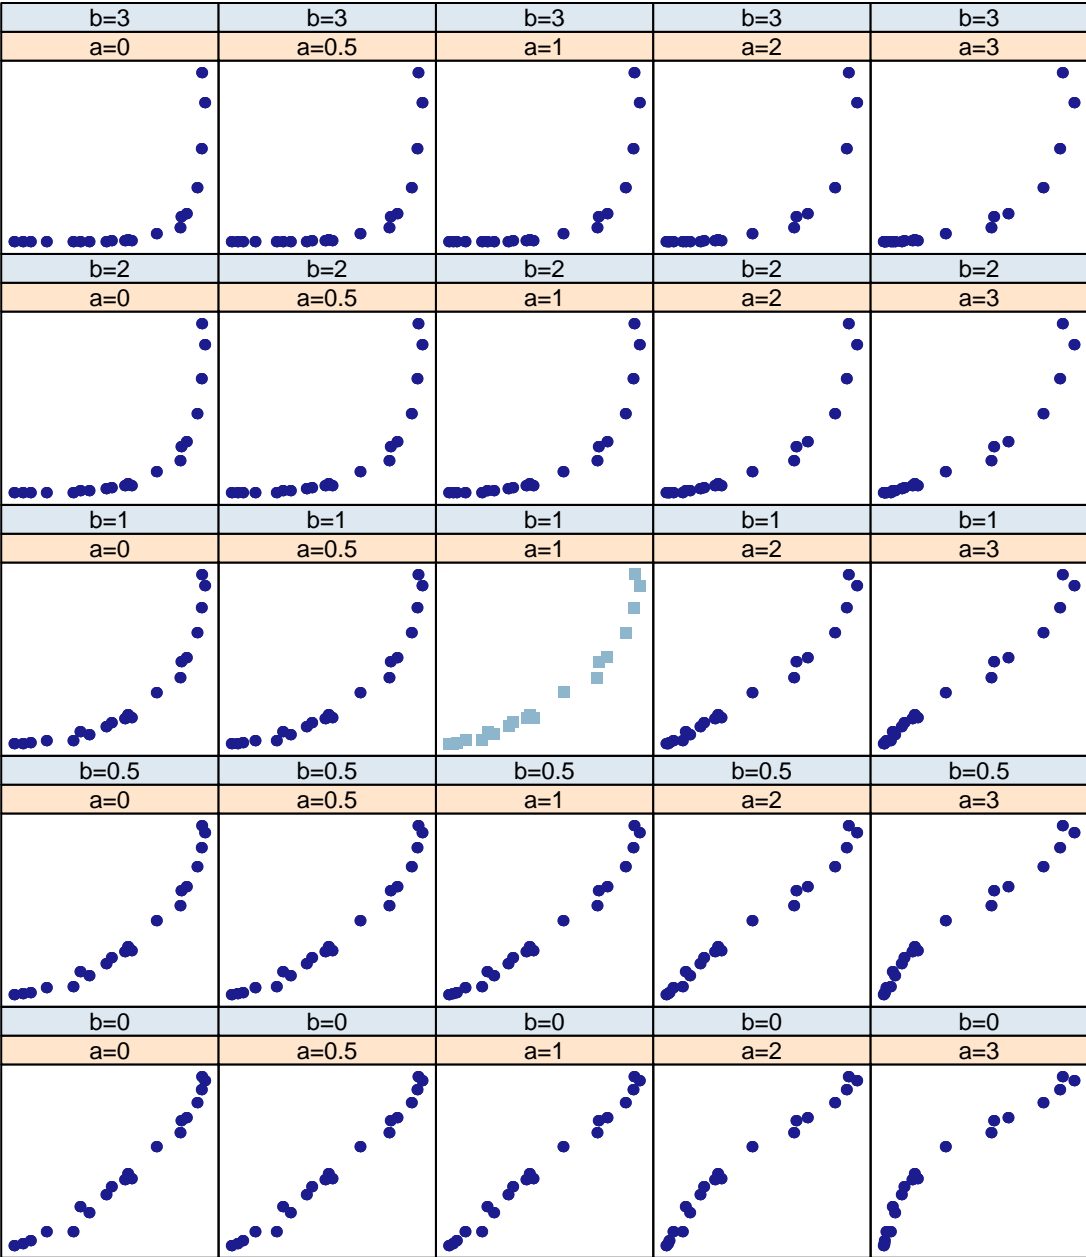 b=3 b=3 b=3 b=3 b=3
a=0 a=0.5 a=1 a=2 a=3
b=2 b=2 b=2 b=2 b=2
a=0 a=0.5 a=1 a=2 a=3
b=1 b=1 b=1 b=1 b=1
a=0 a=0.5 a=1 a=2 a=3
b=0.5 b=0.5 b=0.5 b=0.5 b=0.5
a=0 a=0.5 a=1 a=2 a=3
b=0 b=0 b=0 b=0 b=0
a=0 a=0.5 a=1 a=2 a=3